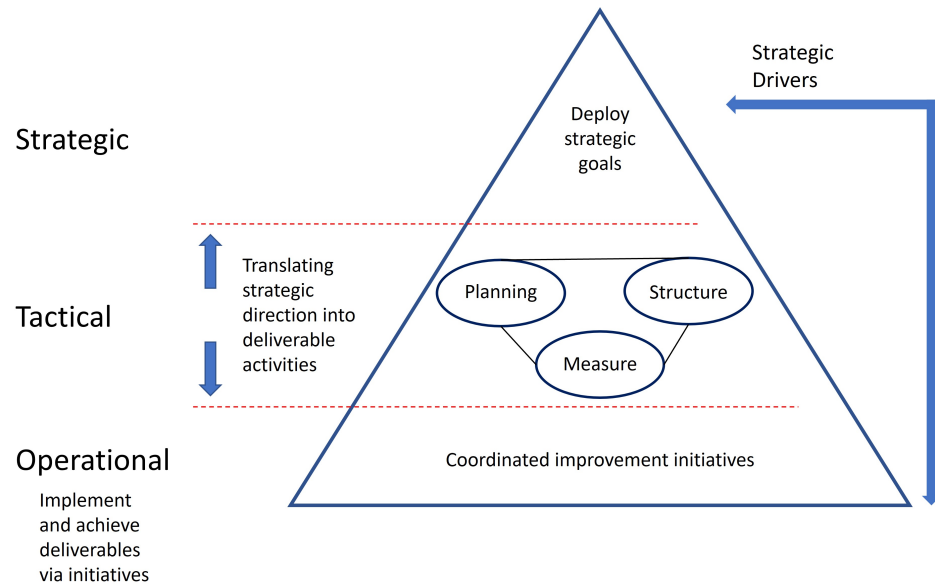 Strategic
Drivers
Deploy
strategic
goals
Strategic
Translating
strategic
direction into
deliverable
activities
Planning
Structure
Tactical
Measure
Operational
Coordinated improvement initiatives
Implement
and achieve
deliverables
via initiatives